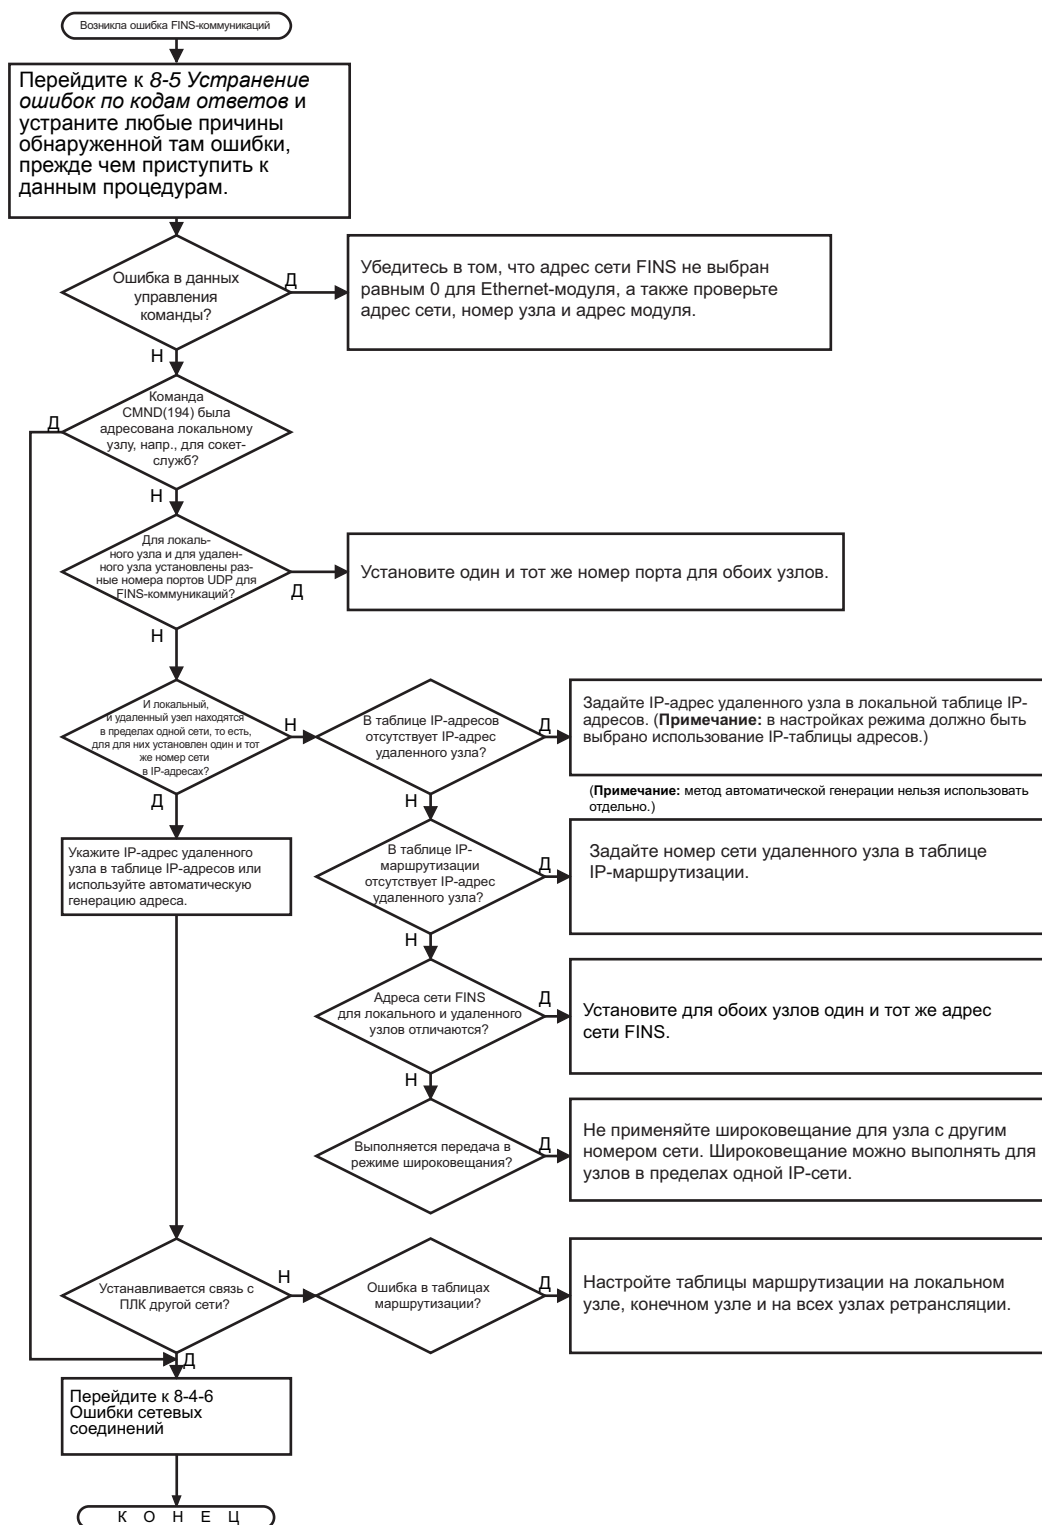 Возникла ошибка FINS-коммуникаций
Перейдите к 8-5 Устранение
ошибок по кодам ответов и
устраните любые причины
обнаруженной там ошибки,
прежде чем приступить к
данным процедурам.
Ошибка в данных
управления
команды?
Д
Убедитесь в том, что адрес сети FINS не выбран
равным 0 для Ethernet-модуля, а также проверьте
адрес сети, номер узла и адрес модуля.
Н
Команда
CMND(194) была
адресована локальному
узлу, напр., для сокет-
служб?
Д
Н
Для локаль-
ного узла и для удален-
ного узла установлены раз-
ные номера портов UDP для
FINS-коммуникаций?
Д
Установите один и тот же номер порта для обоих узлов.
Н
И локальный,
и удаленный узел находятся
в пределах одной сети, то есть,
для для них установлен один и тот
же номер сети
в IP-адресах?
Н
В таблице IP-адресов
отсутствует IP-адрес
удаленного узла?
Д
Задайте IP-адрес удаленного узла в локальной таблице IP-
адресов. (Примечание: в настройках режима должно быть
выбрано использование IP-таблицы адресов.)
(Примечание: метод автоматической генерации нельзя использовать
отдельно.)
Д
Н
Укажите IP-адрес удаленного
узла в таблице IP-адресов или
используйте автоматическую
генерацию адреса.
В таблице IP-
маршрутизации
отсутствует IP-адрес
удаленного узла?
Д
Задайте номер сети удаленного узла в таблице
IP-маршрутизации.
Н
Адреса сети FINS
для локального и удаленного
узлов отличаются?
Д
Установите для обоих узлов один и тот же адрес
сети FINS.
Н
Выполняется передача в
режиме широковещания?
Д
Не применяйте широковещание для узла с другим
номером сети. Широковещание можно выполнять для
узлов в пределах одной IP-сети.
Устанавливается связь с
ПЛК другой сети?
Н
Ошибка в таблицах
маршрутизации?
Д
Настройте таблицы маршрутизации на локальном
узле, конечном узле и на всех узлах ретрансляции.
Д
Перейдите к 8-4-6
Ошибки сетевых
соединений
К О Н Е Ц